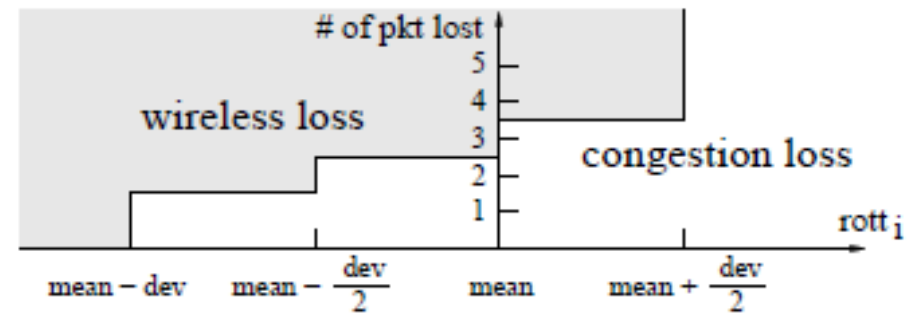 # of pkt lost
5
4
wireless loss
3
congestion loss
2
1
rott i
mean − dev
mean − dev/2
mean
mean + dev/2